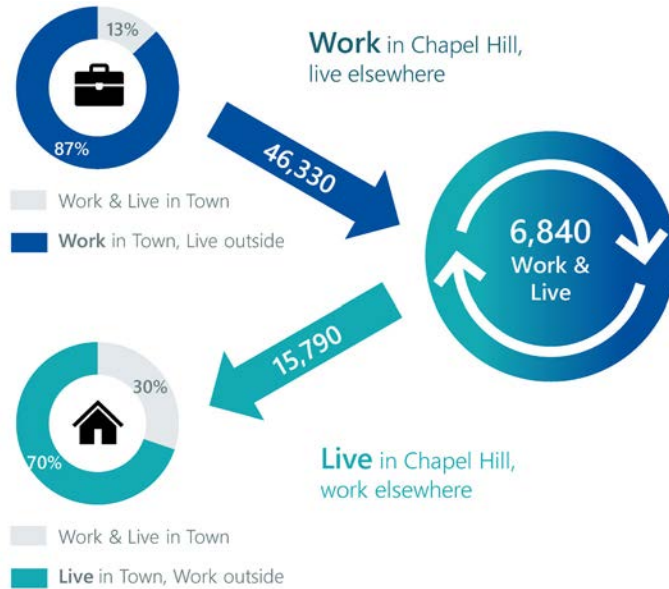 13%
87%
Work & Live in Town
Work in Town, Live outside
Work in Chapel Hill,
live elsewhere
46,330
6,840
Work &
Live
15,790
30%
70%
Work & Live in Town
Live in Town, Work outside
Live in Chapel Hill,
work elsewhere